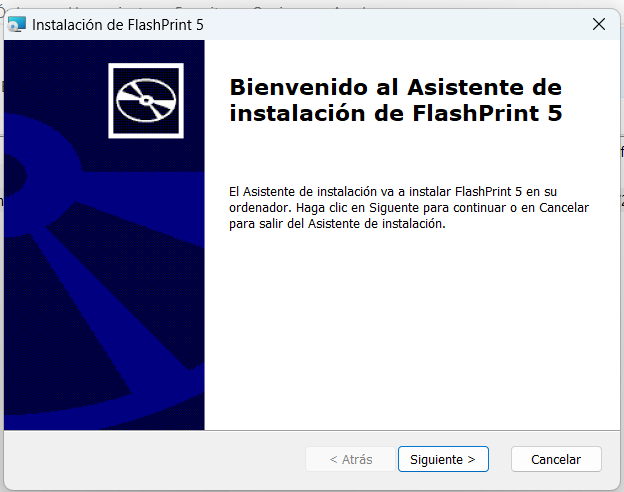 Instalación de FlashPrint 5
Bienvenido al Asistente de
instalación de FlashPrint 5
El Asistente de instalación va a instalar FlashPrint 5 en su
ordenador. Haga clic en Siguente para continuar o en Cancelar
para salir del Asistente de instalación.
< Atrás
Siguiente >
Cancelar